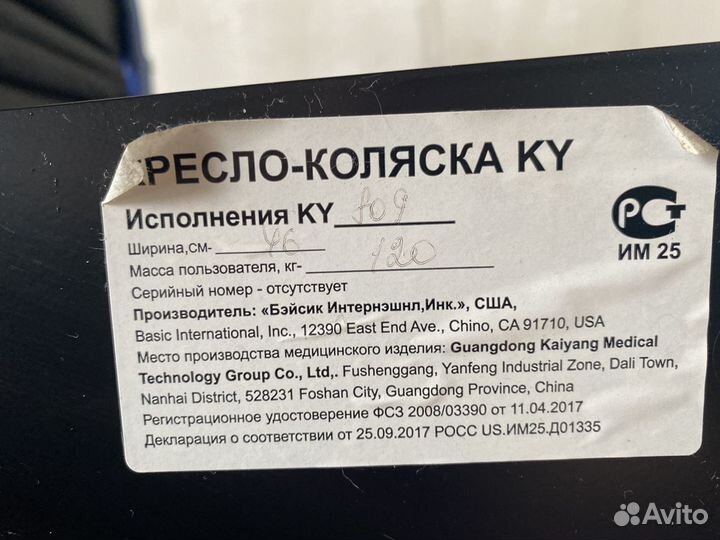 КРЕСЛО-КОЛЯСКА KY
Исполнения KY 809
Ширина,см- 46
Масса пользователя, кг- 120
Серийный номер - отсутствует
Производитель: «Бэйсик Интернэшнл,Инк.», США,
Basic International, Inc., 12390 East End Ave., Chino, CA 91710, USA
Место производства медицинского изделия: Guangdong Kaiyang Medical
Technology Group Co., Ltd,. Fushenggang, Yanfeng Industrial Zone, Dali Town,
Nanhai District, 528231 Foshan City, Guangdong Province, China
Регистрационное удостоверение ФСЗ 2008/03390 от 11.04.2017
Декларация о соответствии от 25.09.2017 РОСС US.ИМ25.Д01335
РСТ
ИМ 25
Avito